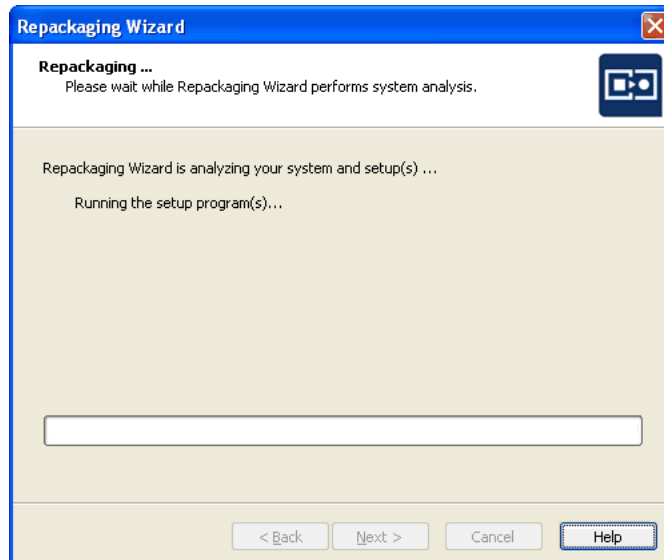 Repackaging Wizard
Repackaging ...
Please wait while Repackaging Wizard performs system analysis.
Repackaging Wizard is analyzing your system and setup(s) ...
Running the setup program(s)...
< Back
Next >
Cancel
Help